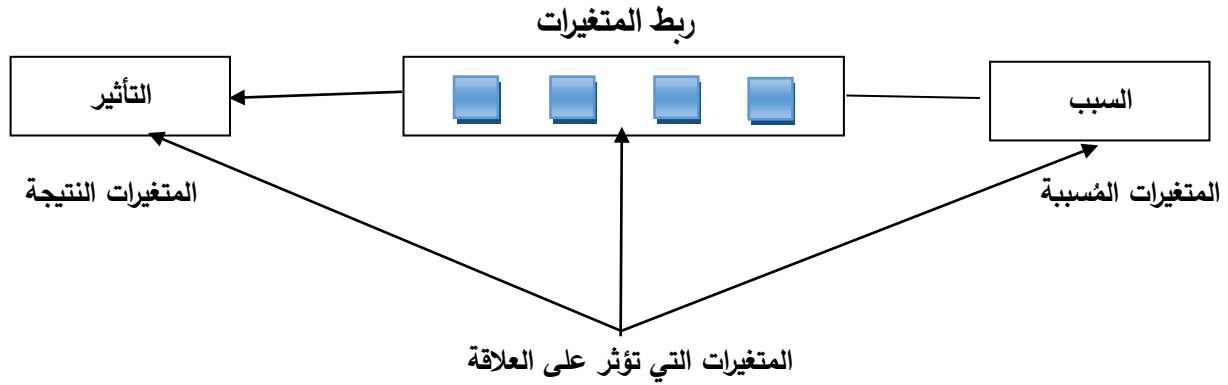 ربط المتغيرات
السبب
التأثير
المتغيرات المُسببة
المتغيرات النتيجة
المتغيرات التي تؤثر على العلاقة